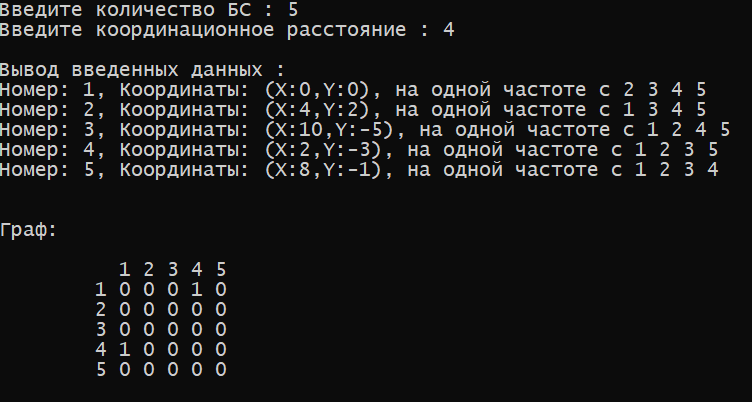 Введите количество БС : 5
Введите координационное расстояние : 4
Вывод введенных данных :
Номер: 1, Координаты: (X:0,Y:0), на одной частоте с 2 3 4 5
Номер: 2, Координаты: (X:4,Y:2), на одной частоте с 1 3 4 5
Номер: 3, Координаты: (X:10,Y:-5), на одной частоте с 1 2 4 5
Номер: 4, Координаты: (X:2,Y:-3), на одной частоте с 1 2 3 5
Номер: 5, Координаты: (X:8,Y:-1), на одной частоте с 1 2 3 4
Граф:
1 2 3 4 5
1 0 0 0 1 0
2 0 0 0 0 0
3 0 0 0 0 0
4 1 0 0 0 0
5 0 0 0 0 0